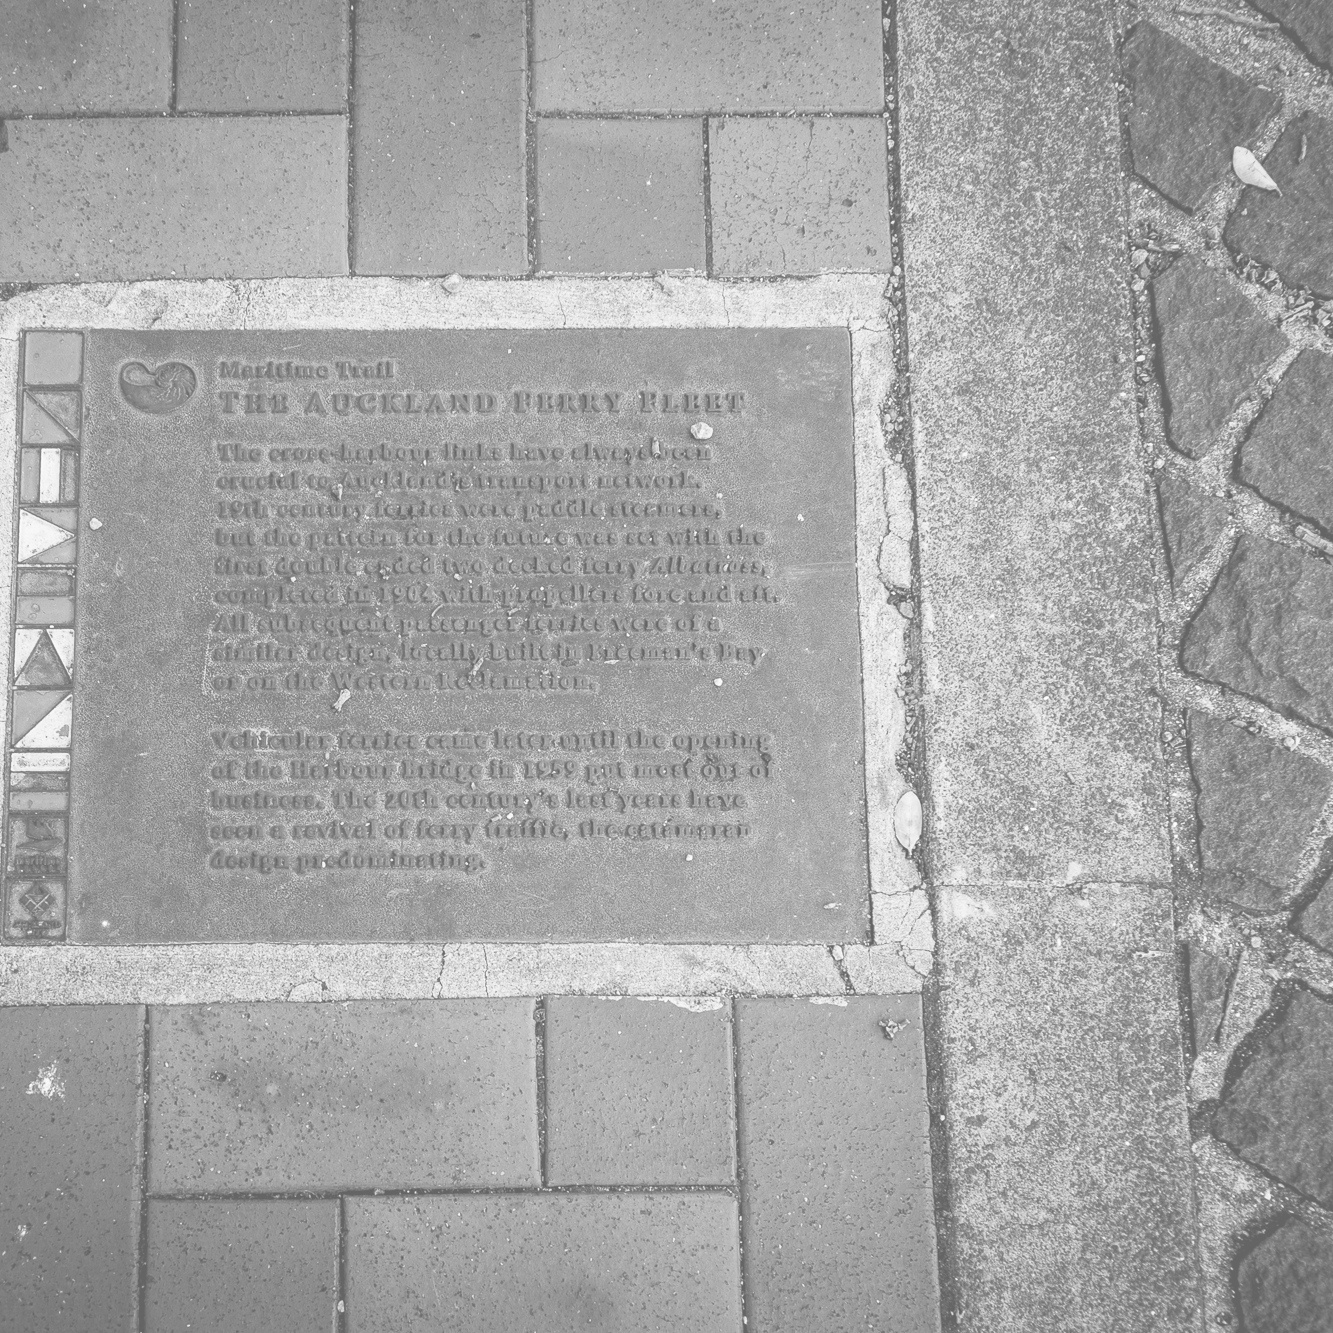 Maritime Trail
THE AUCKLAND FERRY FLEET
The cross-harbour links have always been
crucial to Auckland's transport network.
19th century ferries were paddle steamers,
but the pattern for the future was set with the
first double ended two decked ferry Albatross,
completed in 1904 with propellers fore and aft.
All subsequent passenger ferries were of a
similar design, locally built in Freeman's Bay
or on the Western Reclamation.
Vehicular ferries came later until the opening
of the Harbour bridge in 1959 put most out of
business. The 20th century's last years have
seen a revival of ferry traffic, the catamaran
design predominating.